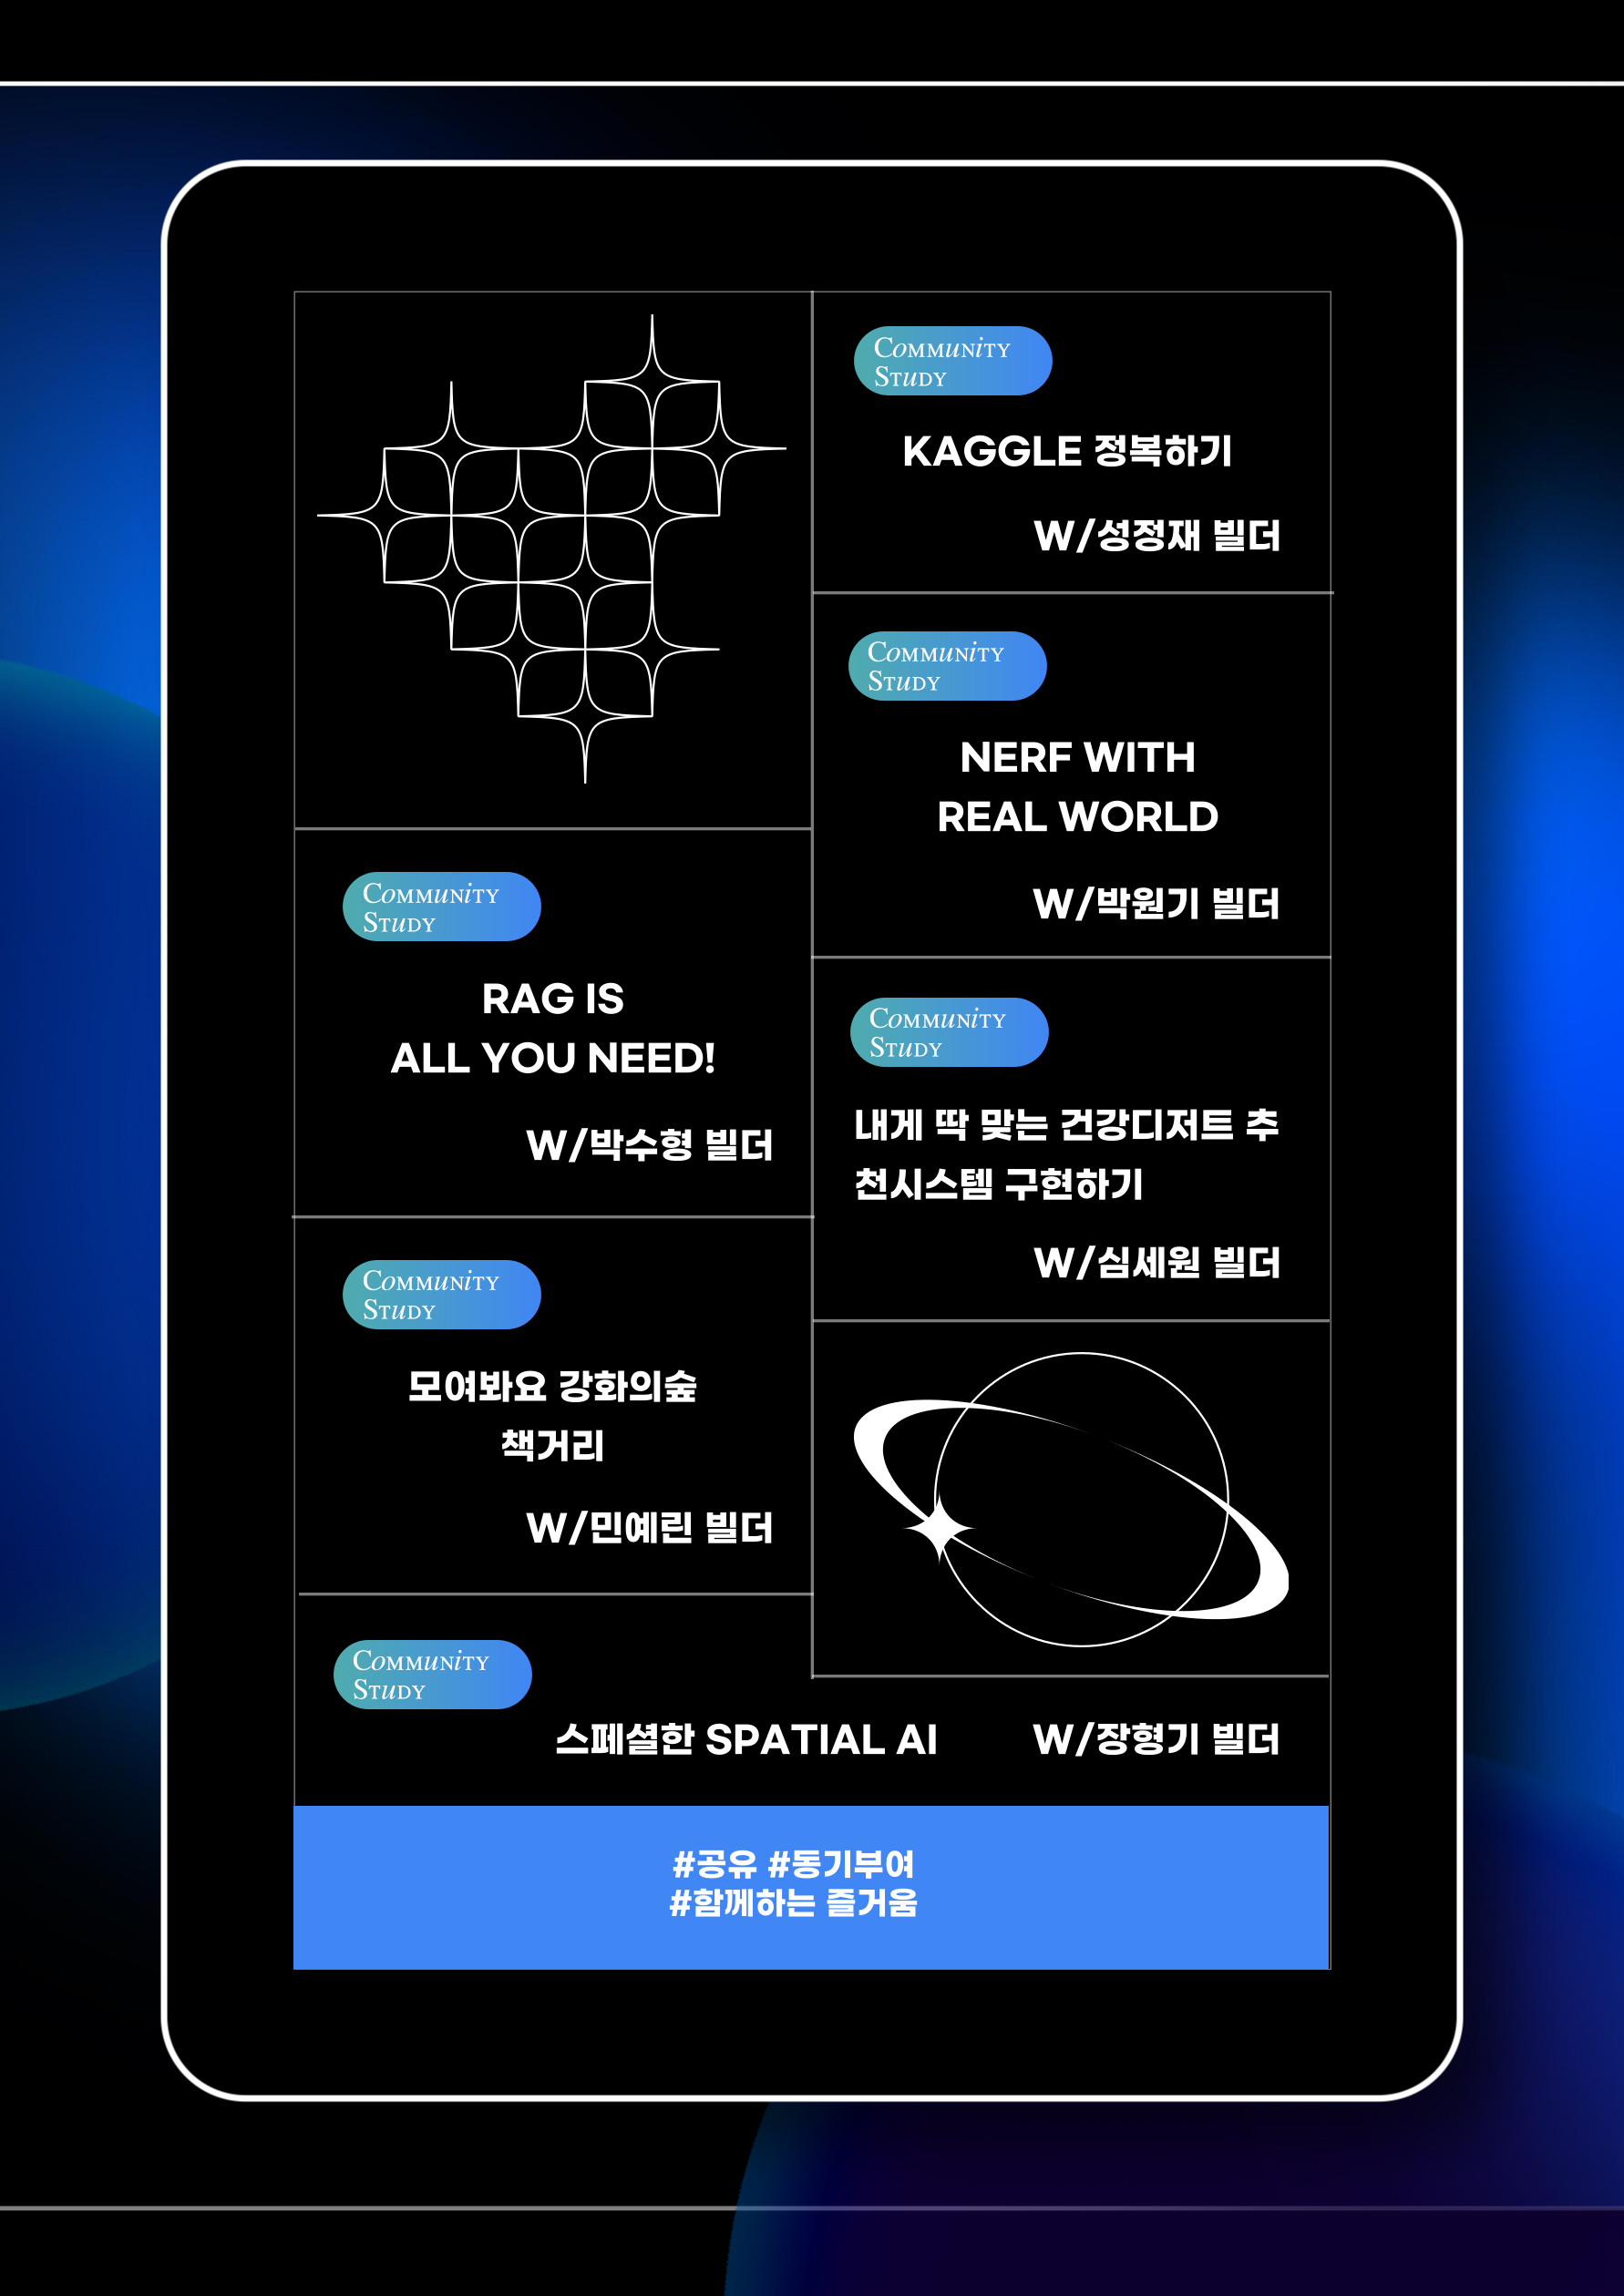 Community
Study
KAGGLE 정복하기
W/성정재 빌더
Community
Study
NERF WITH
REAL WORLD
W/박원기 빌더
Community
Study
RAG IS
ALL YOU NEED!
W/박수형 빌더
Community
Study
내게 딱 맞는 건강디저트 추
천시스템 구현하기
W/심세원 빌더
Community
Study
모여봐요 강화의숲
책거리
W/민예린 빌더
Community
Study
스페셜한 SPATIAL AI
W/장형기 빌더
#공유 #동기부여
#함께하는 즐거움